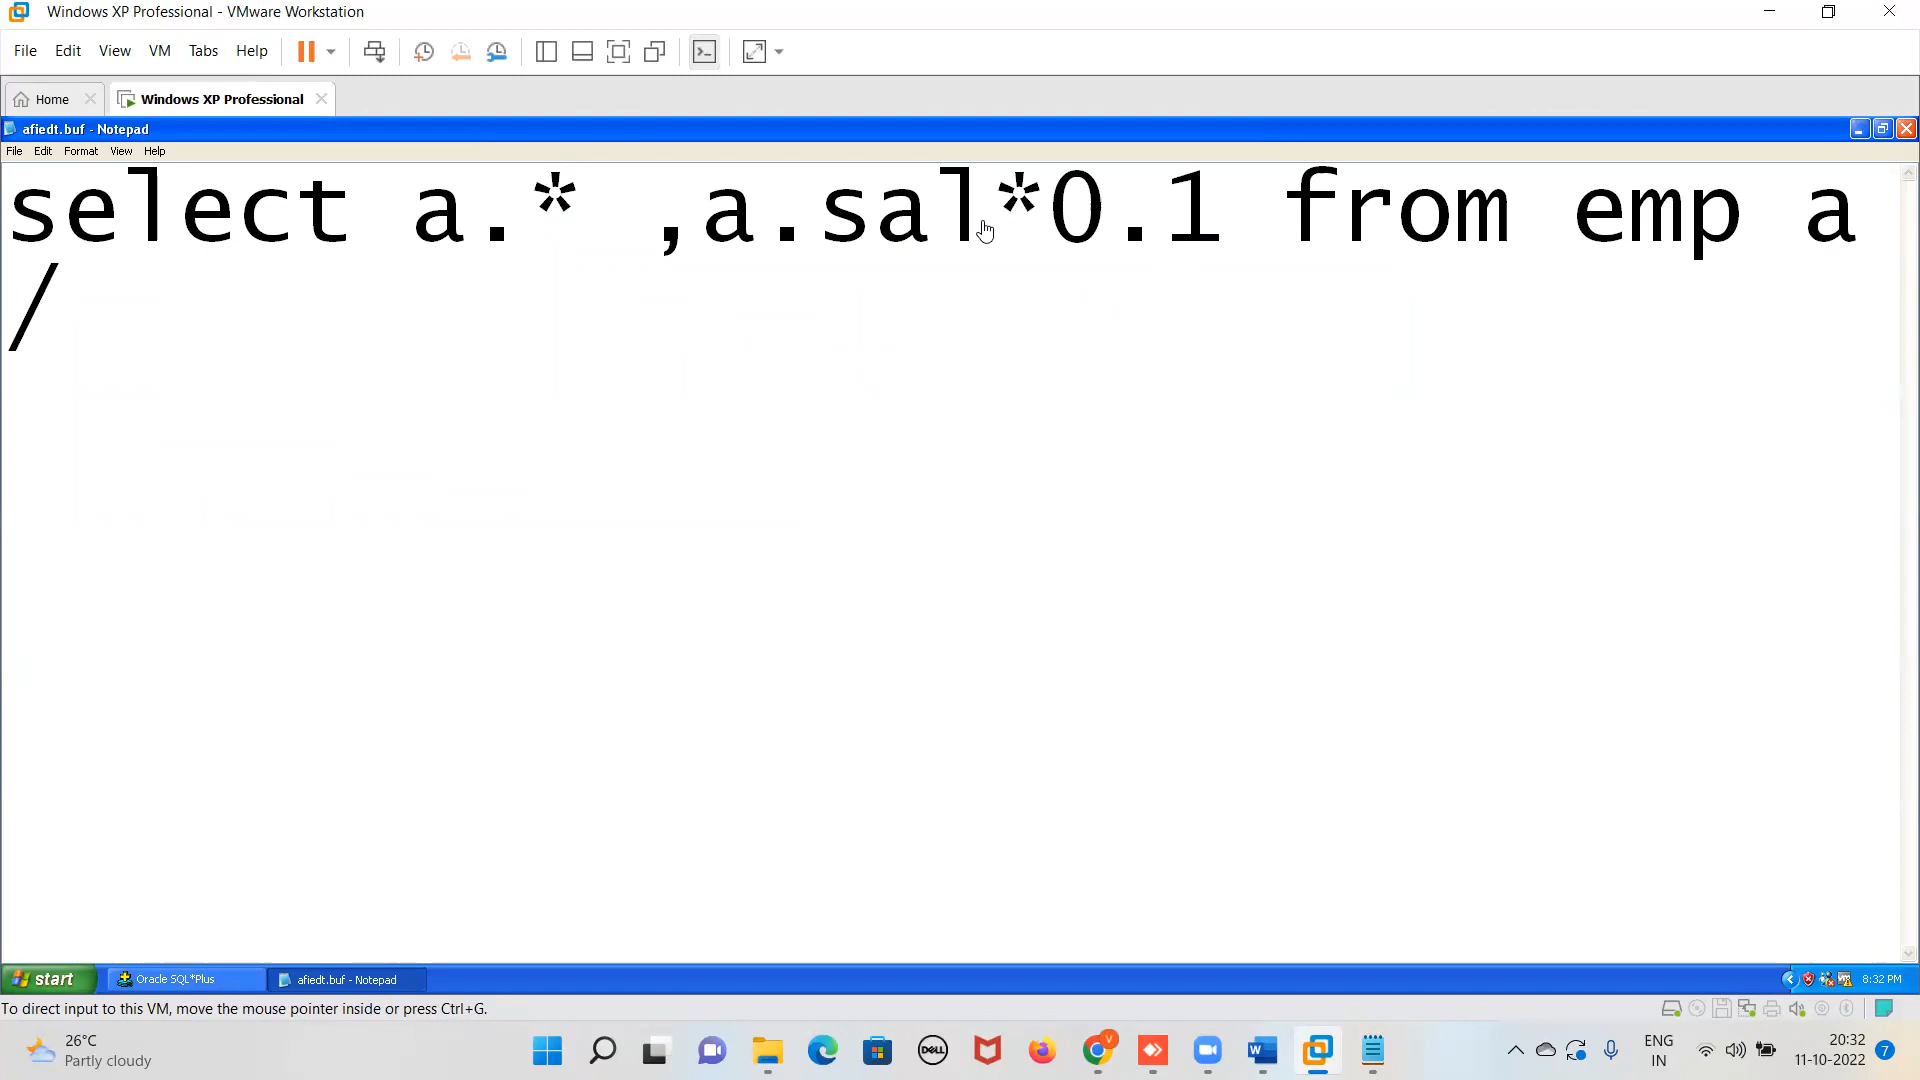 Windows XP Professional - VMware Workstation
File Edit View VM Tabs Help
Home
Windows XP Professional
afiedt.buf - Notepad
File Edit Format View Help
select a.* ,a.sal*0.1 from emp a
/
start
Oracle SQL*Plus
afiedt.buf - Notepad
8:32 PM
To direct input to this VM, move the mouse pointer inside or press Ctrl+G.
26°C
Partly cloudy
DELL
V
W
ENG
IN
20:32
11-10-2022
7